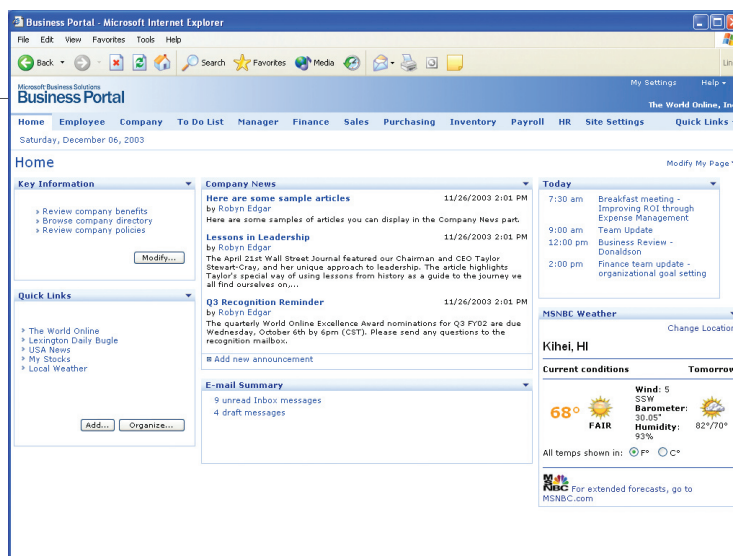 Business Portal - Microsoft Internet Explorer
File Edit View Favorites Tools Help
Back Search Favorites Media
Microsoft Business Solutions
Business Portal
My Settings Help
The World Online,
Home Employee Company To Do List Manager Finance Sales Purchasing Inventory Payroll HR Site Settings Quick Links
Saturday, December 06, 2003
Home
Modify My Page
Key Information
Review company benefits
Browse company directory
Review company policies
Modify...
Quick Links
The World Online
Lexington Daily Bugle
USA News
My Stocks
Local Weather
Add... Organize...
Company News
Here are some sample articles 11/26/2003 2:01 PM
by Robyn Edgar
Here are some samples of articles you can display in the Company News part.
Lessons in Leadership 11/26/2003 2:01 PM
by Robyn Edgar
The April 21st Wall Street Journal featured our Chairman and CEO Taylor
Stewart-Cray, and her unique approach to leadership. The article highlights
Taylor's special way of using lessons from history as a guide to the journey we
all find ourselves on,...
Q3 Recognition Reminder 11/26/2003 2:01 PM
by Robyn Edgar
The quarterly World Online Excellence Award nominations for Q3 FY02 are due
Wednesday, October 6th by 6pm (CST). Please send any questions to the
recognition mailbox.
Add new announcement
E-mail Summary
9 unread Inbox messages
4 draft messages
Today
7:30 am Breakfast meeting -
Improving ROI through
Expense Management
9:00 am Team Update
12:00 pm Business Review -
Donaldson
2:00 pm Finance team update -
organizational goal setting
MSNBC Weather
Change Location
Kihei, HI
Current conditions Tomorrow
68°
FAIR
Wind: 5
SSW
Barometer:
30.05"
Humidity:
93%
82°/70°
All temps shown in: F° C°
MSNBC For extended forecasts, go to
MSNBC.com